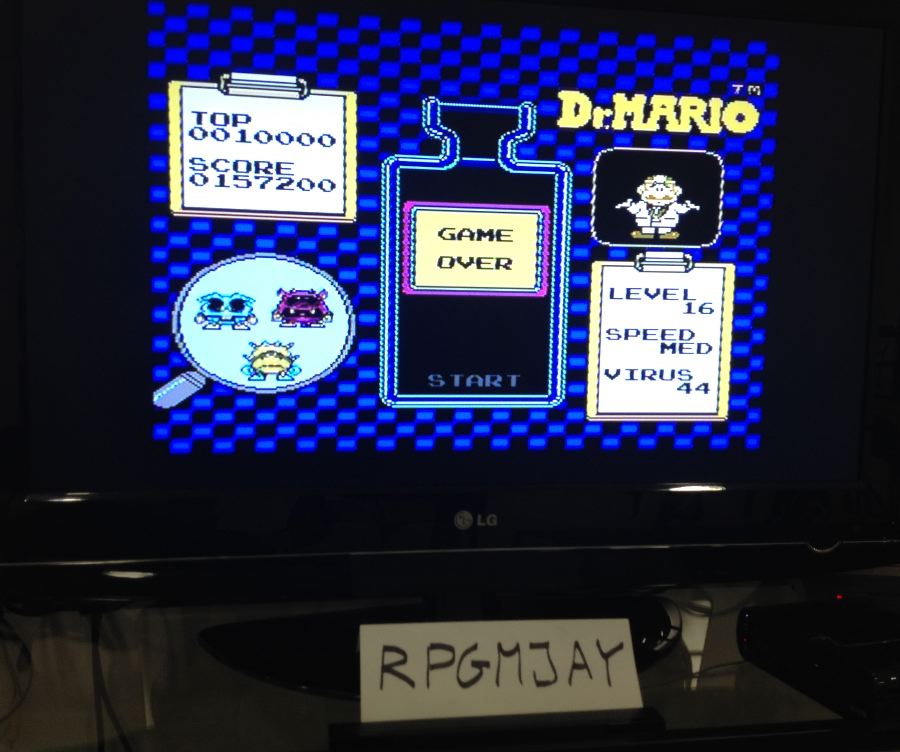 TOP
0010000
SCORE
0157200
Dr.MARIO
TM
GAME
OVER
START
LEVEL
16
SPEED
MED
VIRUS
44
LG
RPGMJAY